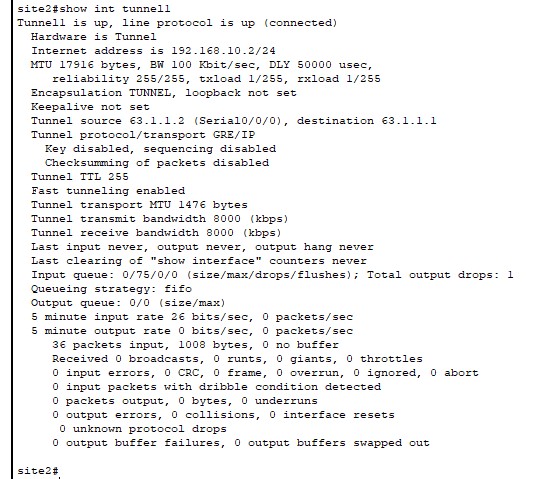 site2#show int tunnel1
Tunnel1 is up, line protocol is up (connected)
Hardware is Tunnel
Internet address is 192.168.10.2/24
MTU 17916 bytes, BW 100 Kbit/sec, DLY 50000 usec,
reliability 255/255, txload 1/255, rxload 1/255
Encapsulation TUNNEL, loopback not set
Keepalive not set
Tunnel source 63.1.1.2 (Serial0/0/0), destination 63.1.1.1
Tunnel protocol/transport GRE/IP
Key disabled, sequencing disabled
Checksumming of packets disabled
Tunnel TTL 255
Fast tunneling enabled
Tunnel transport MTU 1476 bytes
Tunnel transmit bandwidth 8000 (kbps)
Tunnel receive bandwidth 8000 (kbps)
Last input never, output never, output hang never
Last clearing of "show interface" counters never
Input queue: 0/75/0/0 (size/max/drops/flushes); Total output drops: 1
Queueing strategy: fifo
Output queue: 0/0 (size/max)
5 minute input rate 26 bits/sec, 0 packets/sec
5 minute output rate 0 bits/sec, 0 packets/sec
36 packets input, 1008 bytes, 0 no buffer
Received 0 broadcasts, 0 runts, 0 giants, 0 throttles
0 input errors, 0 CRC, 0 frame, 0 overrun, 0 ignored, 0 abort
0 input packets with dribble condition detected
0 packets output, 0 bytes, 0 underruns
0 output errors, 0 collisions, 0 interface resets
0 unknown protocol drops
0 output buffer failures, 0 output buffers swapped out
site2#